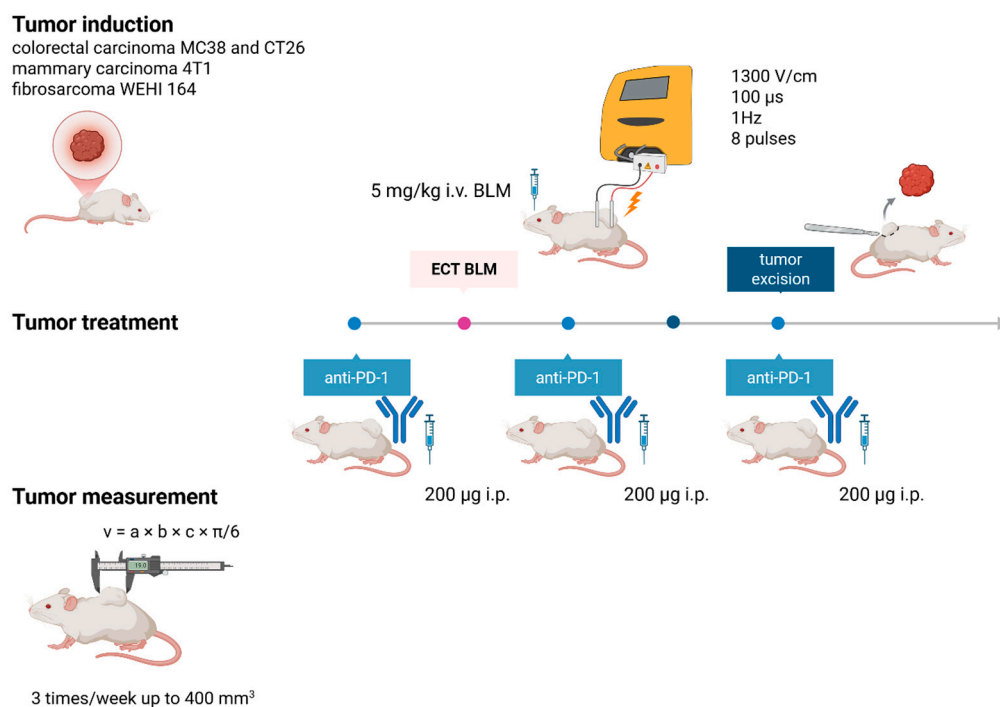 Tumor induction
colorectal carcinoma MC38 and CT26
mammary carcinoma 4T1
fibrosarcoma WEHI 164
1300 V/cm
100 µs
1Hz
8 pulses
5 mg/kg i.v. BLM
ECT BLM
tumor
excision
Tumor treatment
anti-PD-1
anti-PD-1
anti-PD-1
200 µg i.p.
200 µg i.p.
200 µg i.p.
Tumor measurement
v = a × b × c × π/6
19.0
3 times/week up to 400 mm³